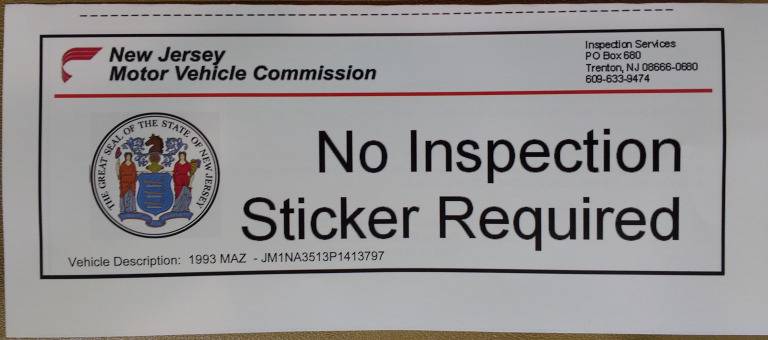 New Jersey
Motor Vehicle Commission
Inspection Services
PO Box 680
Trenton, NJ 08666-0680
609-633-9474
THE GREAT SEAL OF THE STATE OF NEW JERSEY
No Inspection
Sticker Required
Vehicle Description: 1993 MAZ - JM1NA3513P1413797